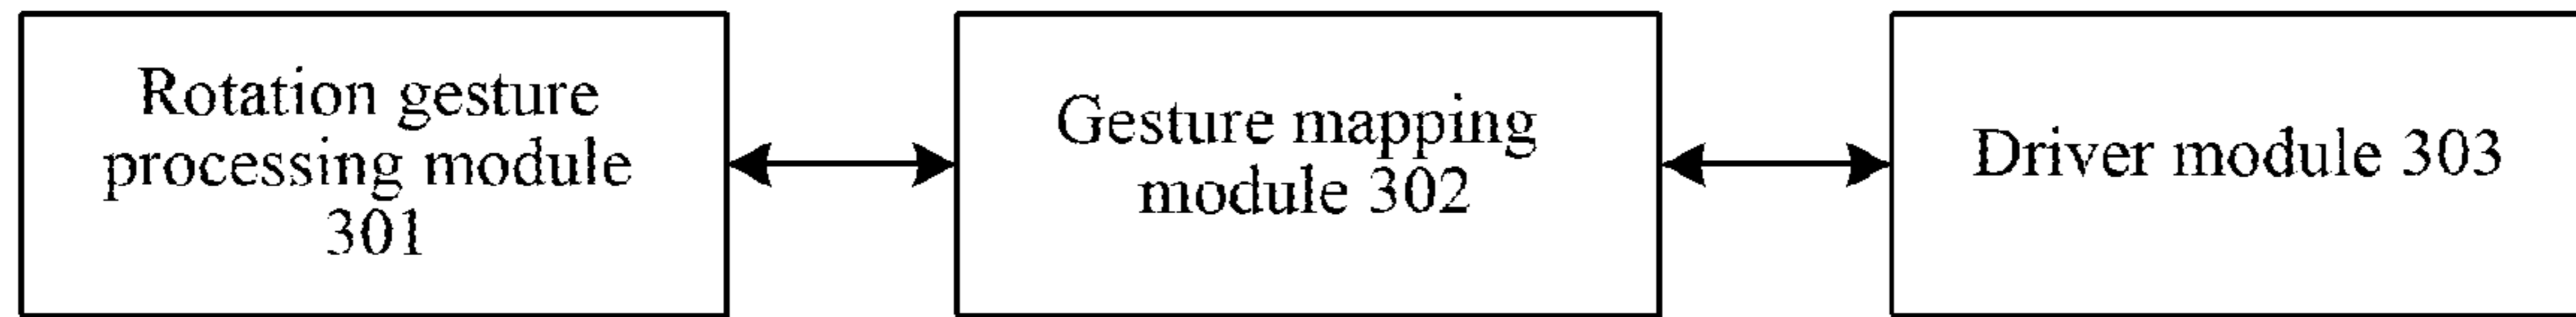 Rotation gesture
processing module
301
Gesture mapping
module 302
Driver module 303